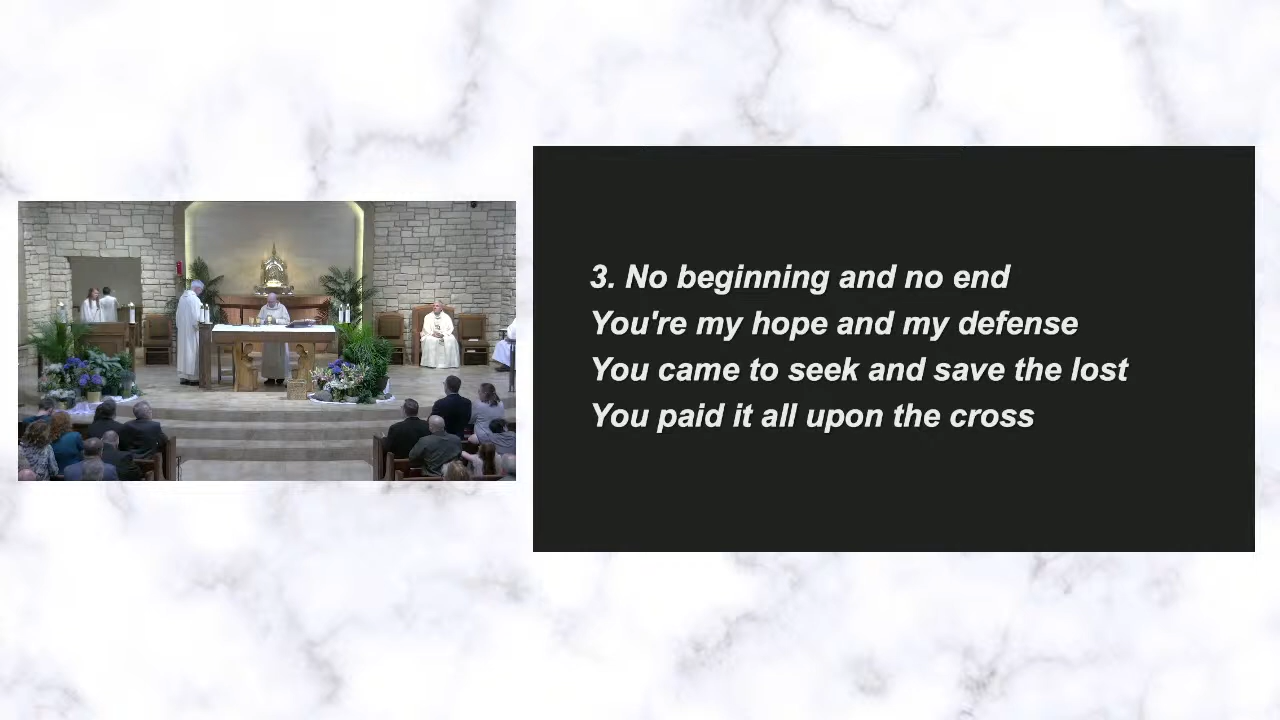 3. No beginning and no end
You're my hope and my defense
You came to seek and save the lost
You paid it all upon the cross